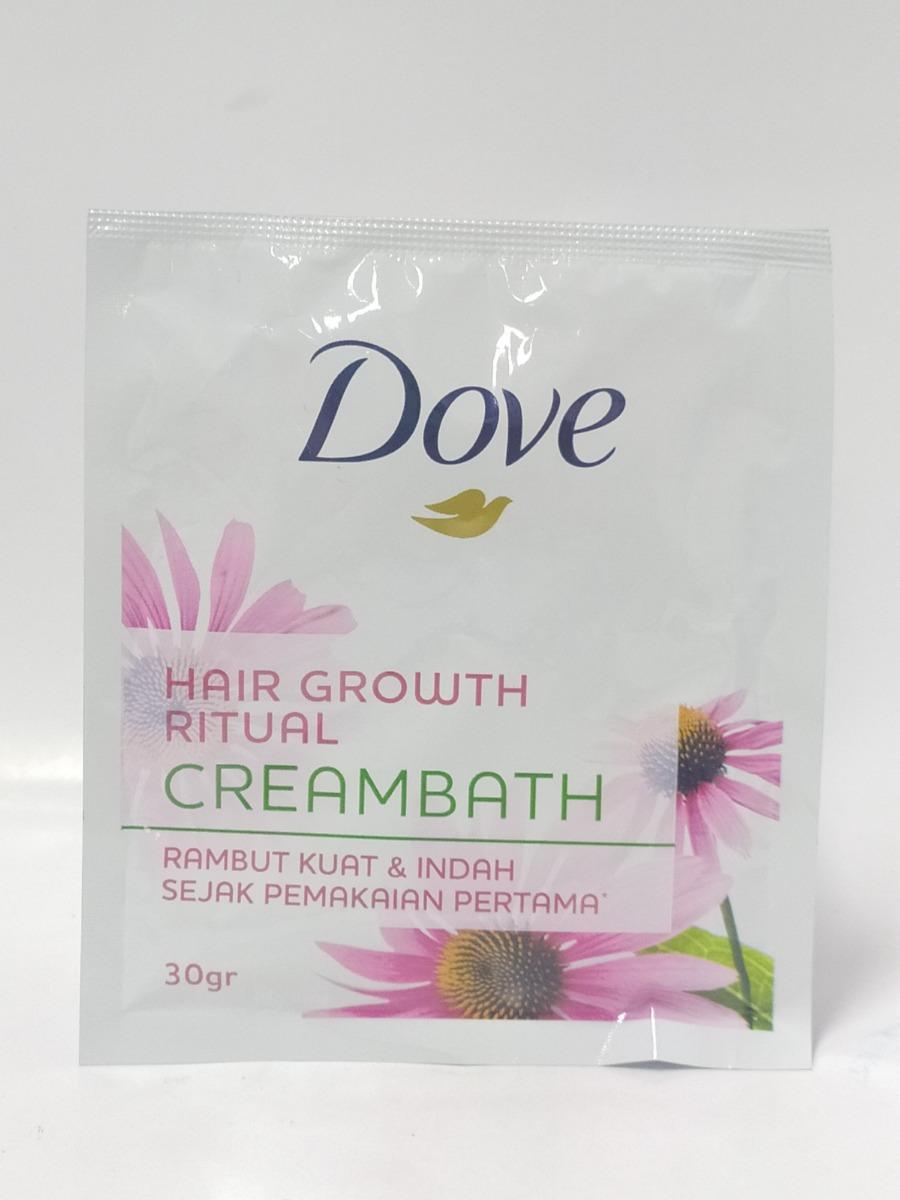 Dove
HAIR GROWTH
RITUAL
CREAMBATH
RAMBUT KUAT & INDAH
SEJAK PEMAKAIAN PERTAMA*
30gr